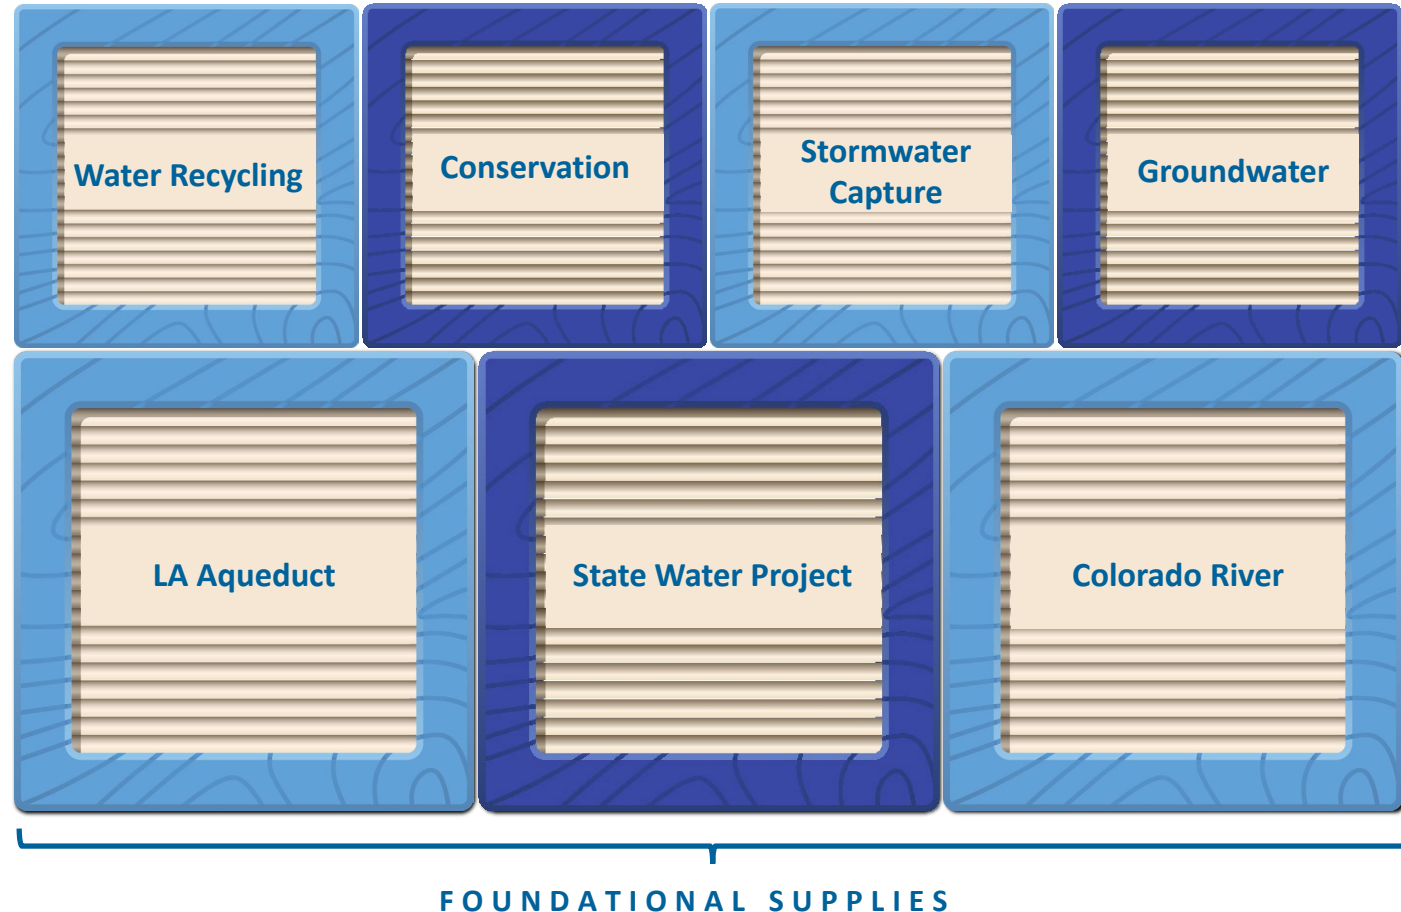 Water Recycling
Conservation
Stormwater
Capture
Groundwater
LA Aqueduct
State Water Project
Colorado River
FOUNDATIONAL SUPPLIES